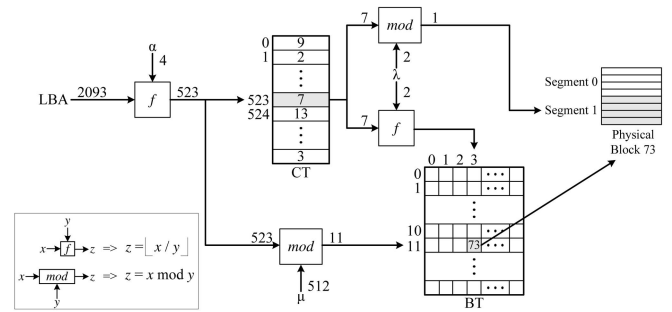 α
4
LBA 2093 f 523
0 9
1 2
⋮
523 7
524 13
⋮
3
CT
7 mod 1
2
λ
2
7 f
0 1 2 3
0 ⋯
1 ⋯
⋮
10 ⋯
11 73 ⋯
⋮
⋯
BT
523 mod 11
μ 512
Segment 0
Segment 1
Physical
Block 73
y
x f z => z = ⌊ x / y ⌋
x mod z => z = x mod y
y